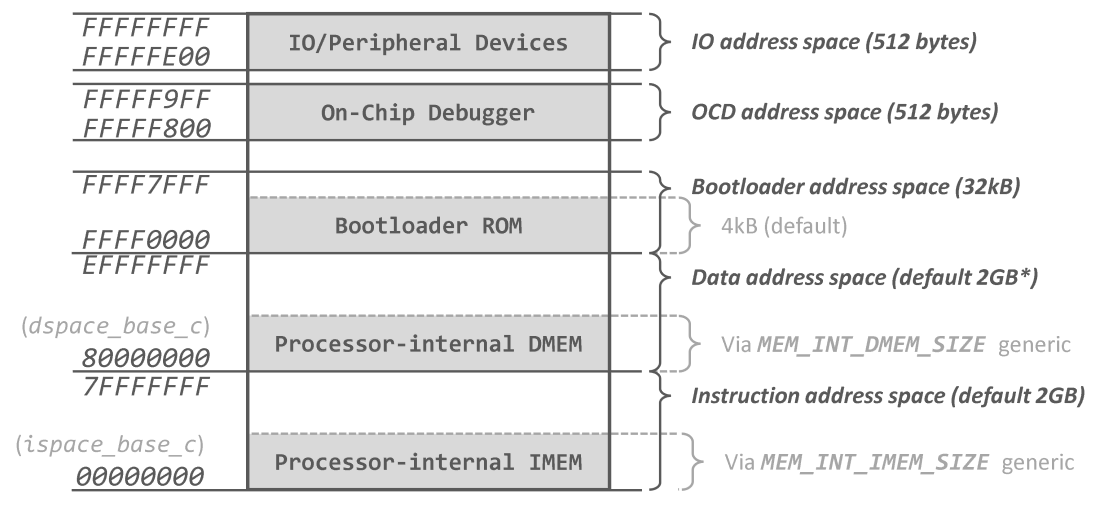 FFFFFFFF
FFFFFE00
IO/Peripheral Devices
IO address space (512 bytes)
FFFFF9FF
FFFFF800
On-Chip Debugger
OCD address space (512 bytes)
FFFF7FFF
Bootloader address space (32kB)
FFFF0000
Bootloader ROM
4kB (default)
EFFFFFFF
Data address space (default 2GB*)
(dspace_base_c)
80000000
Processor-internal DMEM
Via MEM_INT_DMEM_SIZE generic
7FFFFFFF
Instruction address space (default 2GB)
(ispace_base_c)
00000000
Processor-internal IMEM
Via MEM_INT_IMEM_SIZE generic